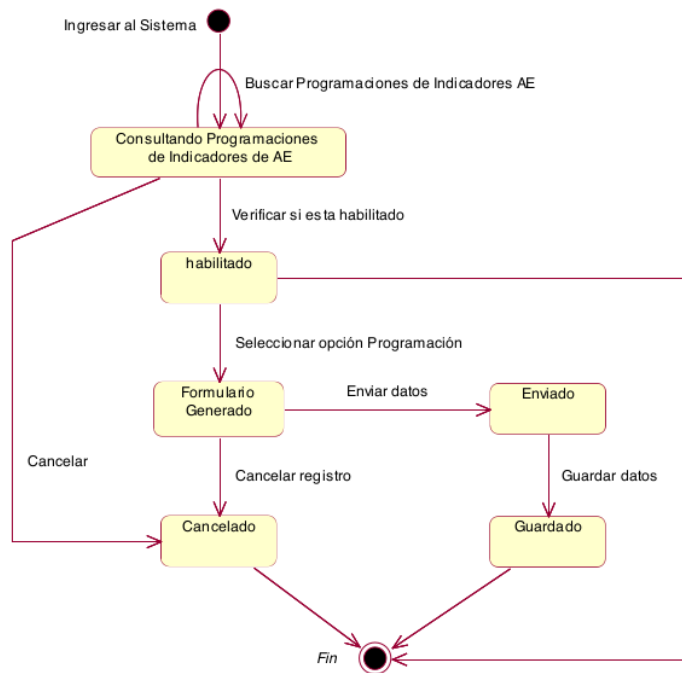 Ingresar al Sistema
Buscar Programaciones de Indicadores AE
Consultando Programaciones
de Indicadores de AE
Verificar si esta habilitado
habilitado
Seleccionar opción Programación
Formulario
Generado
Enviar datos
Enviado
Cancelar
Cancelar registro
Guardar datos
Cancelado
Guardado
Fin